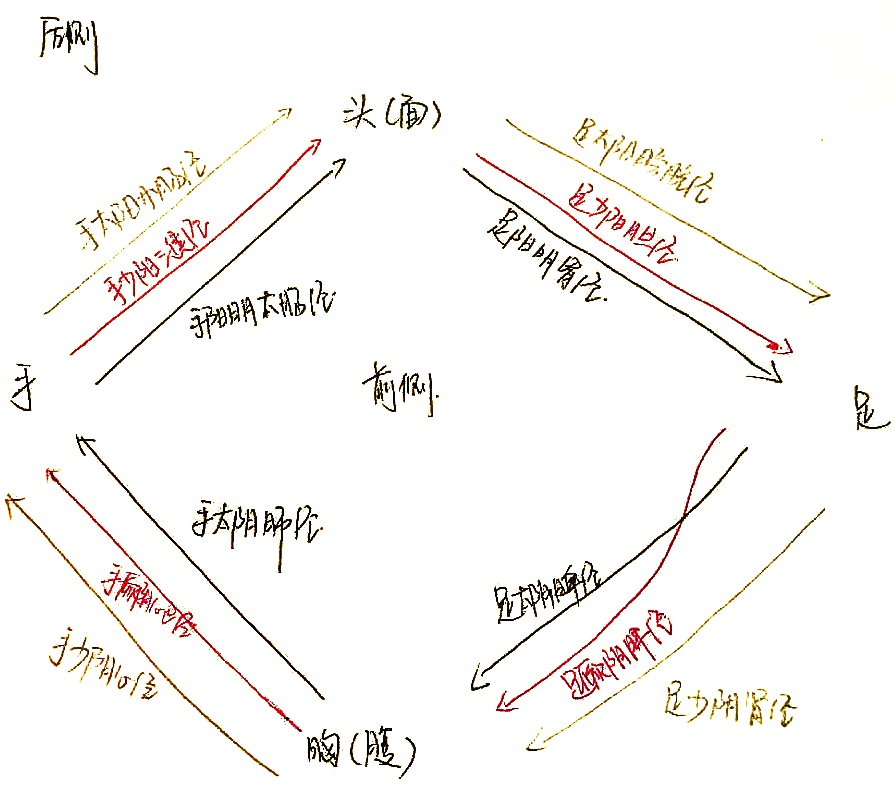 后侧
头(面)
手太阳小肠经
手少阳三焦经
手阳明大肠经
足太阳膀胱经
足少阳胆经
足阳明胃经
手
前侧
足
手太阴肺经
手厥阴心包经
手少阴心经
足太阴脾经
足厥阴肝经
足少阴肾经
胸(腹)